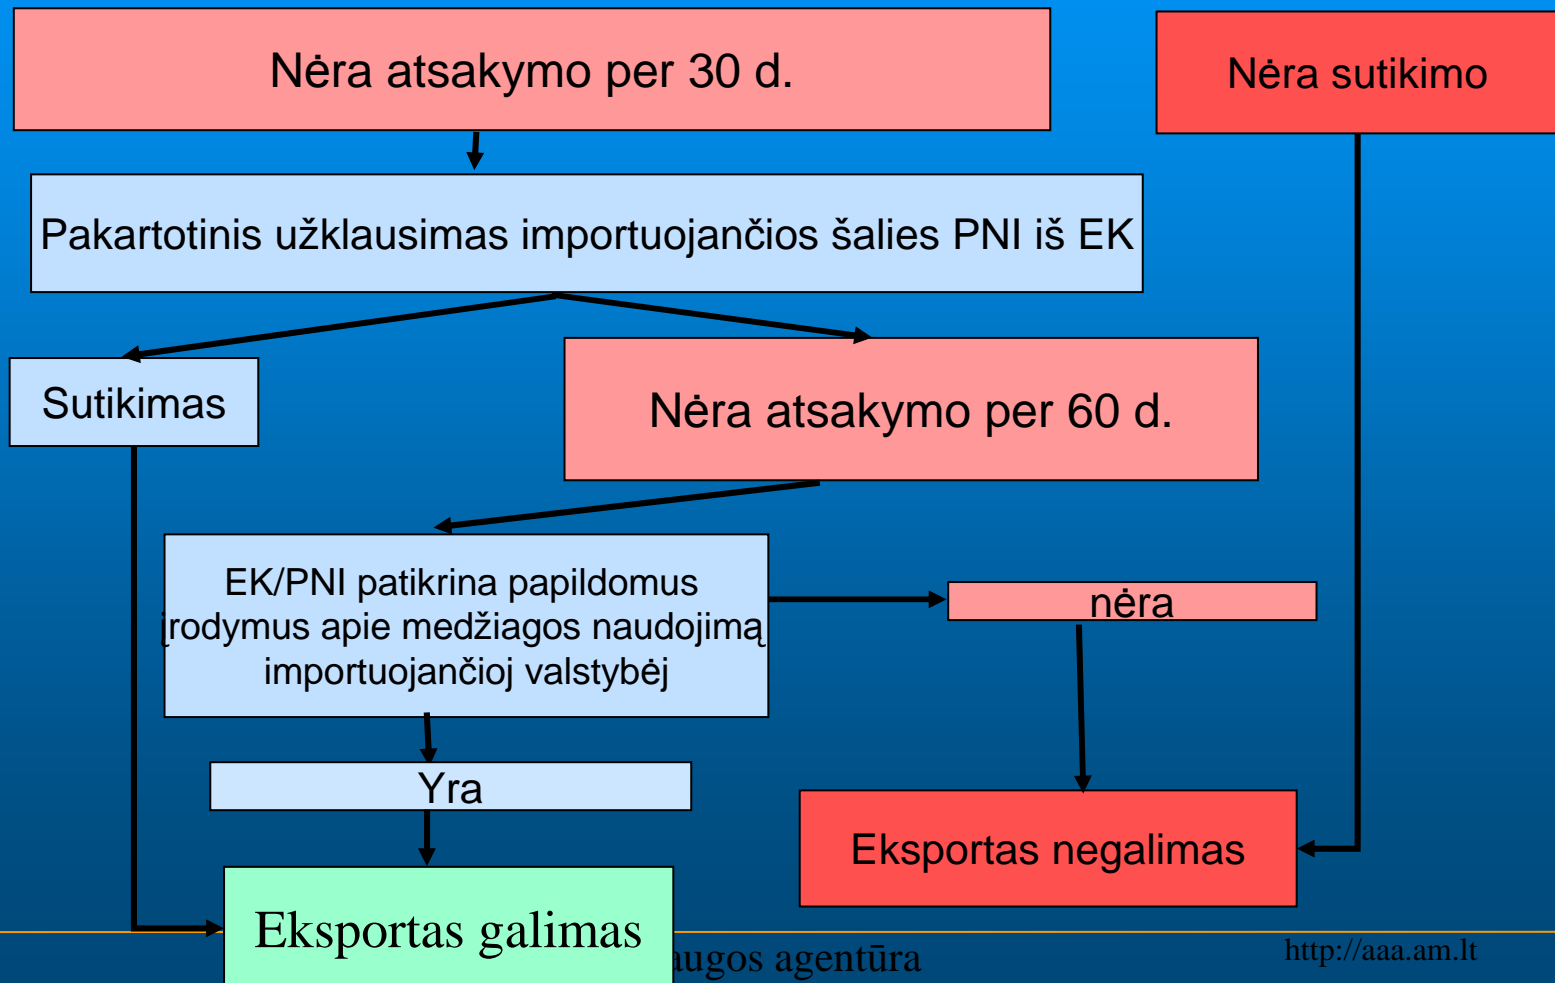 Nėra atsakymo per 30 d.
Nėra sutikimo
Pakartotinis užklausimas importuojančios šalies PNI iš EK
Sutikimas
Nėra atsakymo per 60 d.
EK/PNI patikrina papildomus
įrodymus apie medžiagos naudojimą
importuojančioj valstybėj
nėra
Yra
Eksportas negalimas
Eksportas galimas
augos agentūra
http://aaa.am.lt